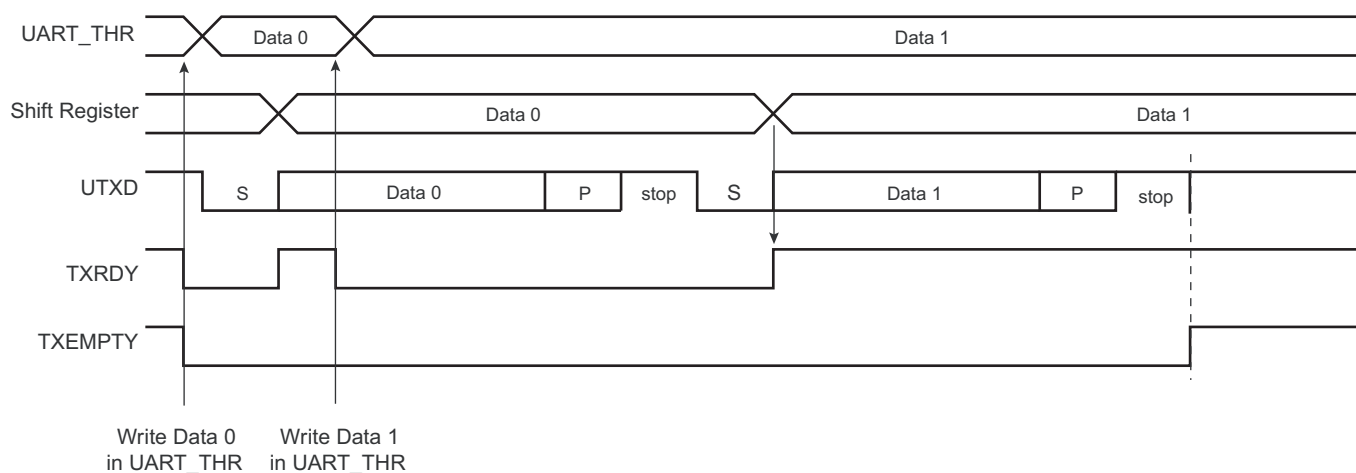 UART_THR
Data 0
Data 1
Shift Register
Data 0
Data 1
UTXD
S
Data 0
P
stop
S
Data 1
P
stop
TXRDY
TXEMPTY
Write Data 0
in UART_THR
Write Data 1
in UART_THR